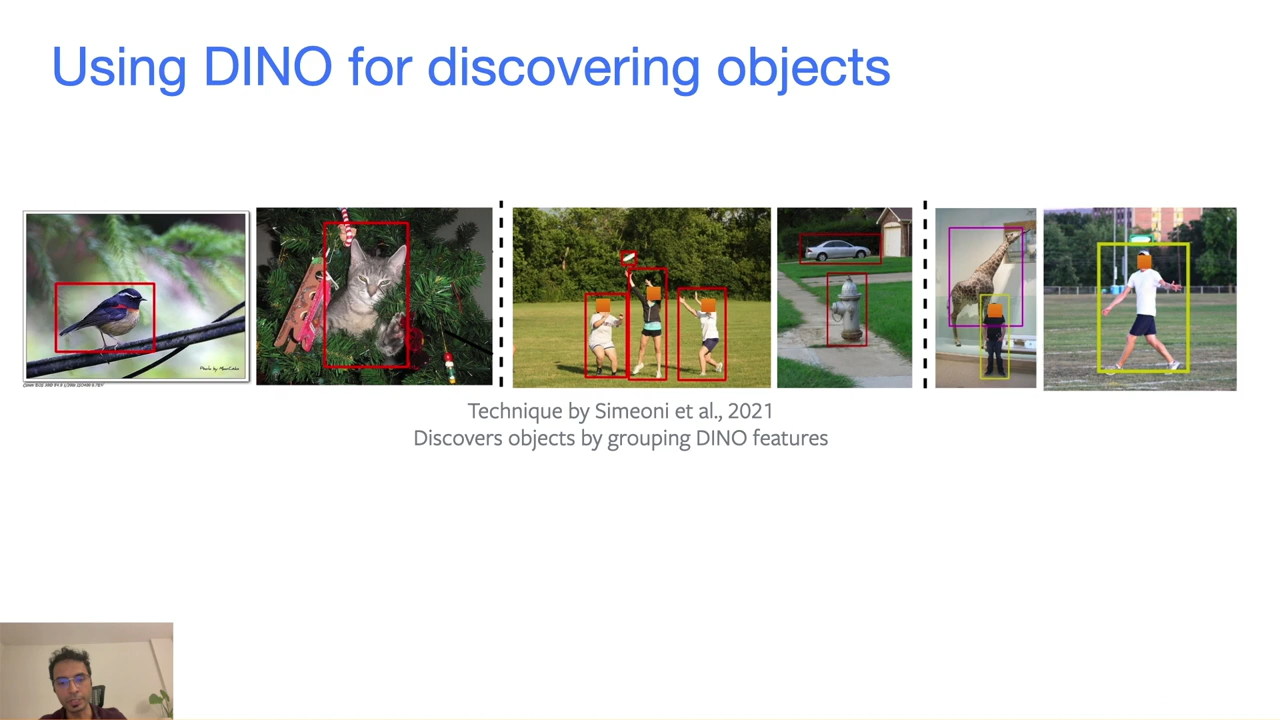 Using DINO for discovering objects
Technique by Simeoni et al., 2021
Discovers objects by grouping DINO features